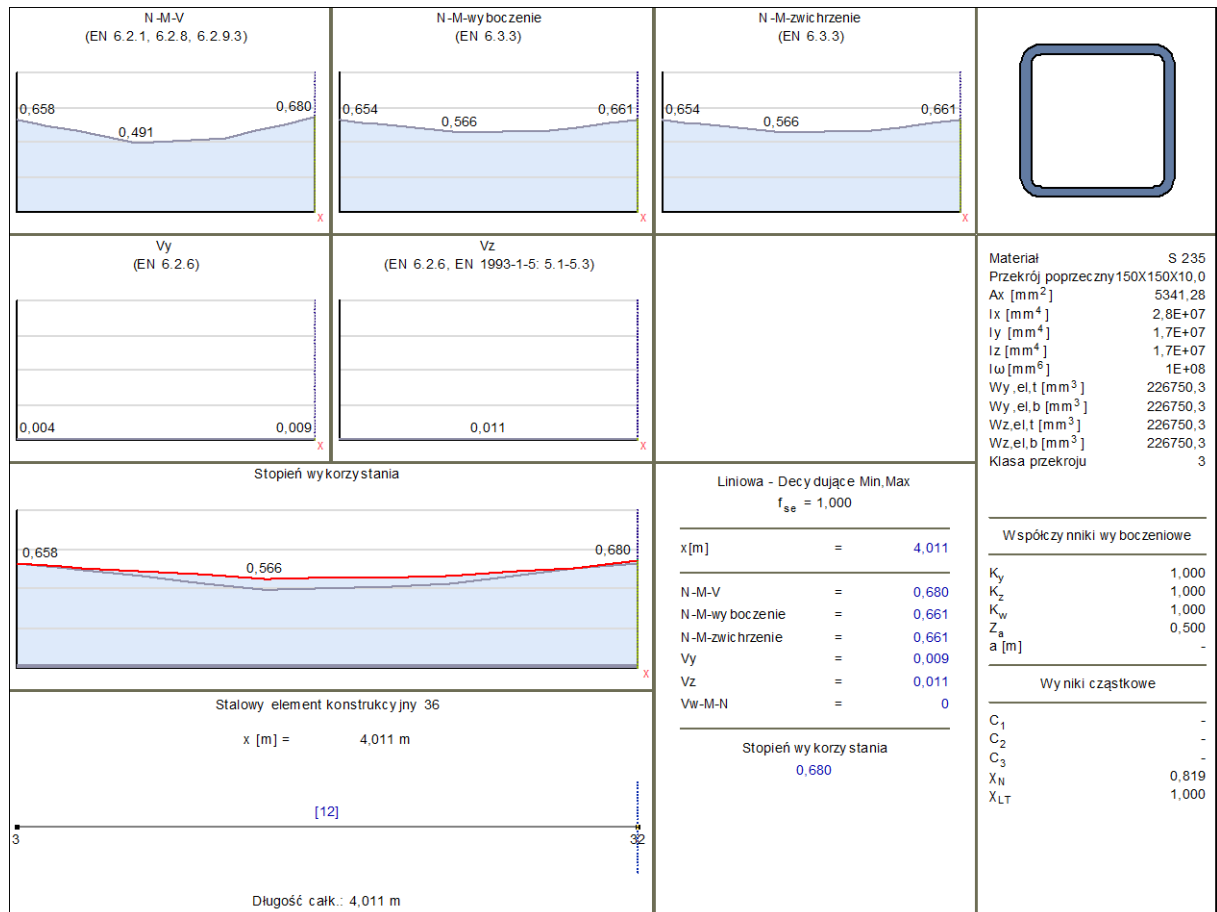 N-M-V
(EN 6.2.1, 6.2.8, 6.2.9.3)
0,658
0,491
0,680
x
N-M-wyboczenie
(EN 6.3.3)
0,654
0,566
0,661
x
N-M-zwichrzenie
(EN 6.3.3)
0,654
0,566
0,661
x
Vy
(EN 6.2.6)
0,004
0,009
x
Vz
(EN 6.2.6, EN 1993-1-5: 5.1-5.3)
0,011
x
Materiał S 235
Przekrój poprzeczny 150X150X10,0
Ax [mm²] 5341,28
Ix [mm⁴] 2,8E+07
Iy [mm⁴] 1,7E+07
Iz [mm⁴] 1,7E+07
Iω [mm⁶] 1E+08
Wy,el,t [mm³] 226750,3
Wy,el,b [mm³] 226750,3
Wz,el,t [mm³] 226750,3
Wz,el,b [mm³] 226750,3
Klasa przekroju 3
Współczynniki wyboczeniowe
Ky 1,000
Kz 1,000
Kw 1,000
Za 0,500
a [m] -
Wyniki cząstkowe
C1 -
C2 -
C3 -
χN 0,819
χLT 1,000
Stopień wykorzystania
0,658
0,566
0,680
x
Liniowa - Decydujące Min,Max
fse = 1,000
x[m] = 4,011
N-M-V = 0,680
N-M-wyboczenie = 0,661
N-M-zwichrzenie = 0,661
Vy = 0,009
Vz = 0,011
Vw-M-N = 0
Stopień wykorzystania
0,680
Stalowy element konstrukcyjny 36
x [m] = 4,011 m
[12]
3
32
Długość całk.: 4,011 m